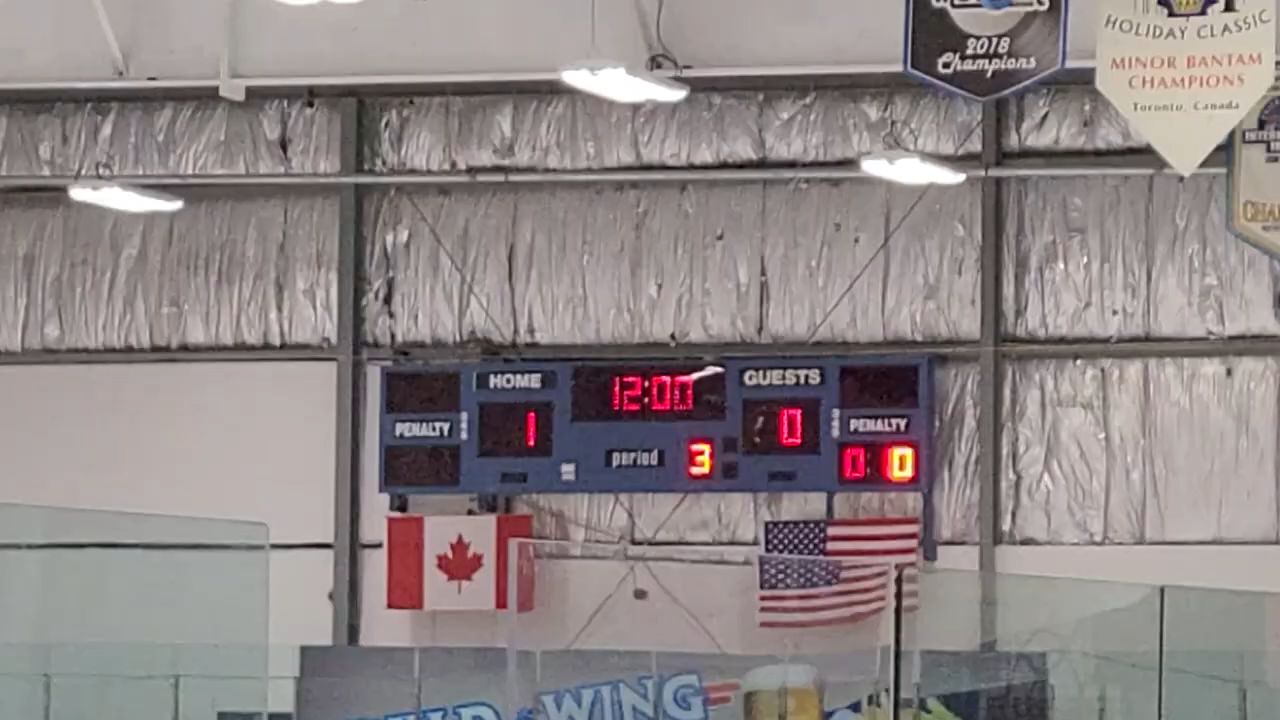 2018
Champions
HOLIDAY CLASSIC
MINOR BANTAM
CHAMPIONS
Toronto, Canada
HOME
12:00
GUESTS
PENALTY
1
0
PENALTY
period
3
0
0
WING